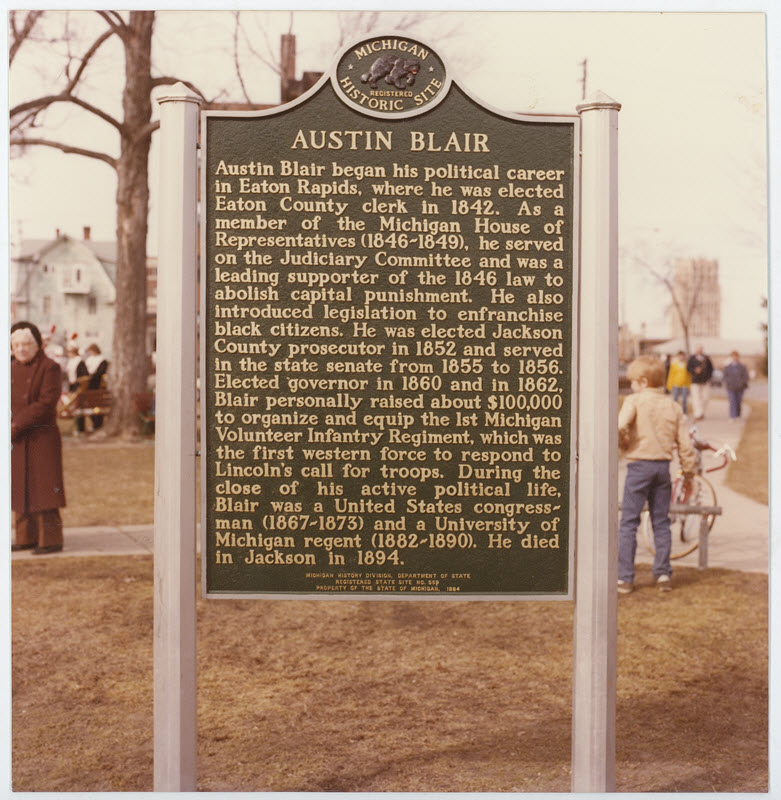 MICHIGAN
REGISTERED
HISTORIC SITE
AUSTIN BLAIR
Austin Blair began his political career
in Eaton Rapids, where he was elected
Eaton County clerk in 1842. As a
member of the Michigan House of
Representatives (1846-1849), he served
on the Judiciary Committee and was a
leading supporter of the 1846 law to
abolish capital punishment. He also
introduced legislation to enfranchise
black citizens. He was elected Jackson
County prosecutor in 1852 and served
in the state senate from 1855 to 1856.
Elected governor in 1860 and in 1862,
Blair personally raised about $100,000
to organize and equip the 1st Michigan
Volunteer Infantry Regiment, which was
the first western force to respond to
Lincoln's call for troops. During the
close of his active political life,
Blair was a United States congress-
man (1867-1873) and a University of
Michigan regent (1882-1890). He died
in Jackson in 1894.
MICHIGAN HISTORY DIVISION, DEPARTMENT OF STATE
REGISTERED STATE SITE NO. 559
PROPERTY OF THE STATE OF MICHIGAN, 1984